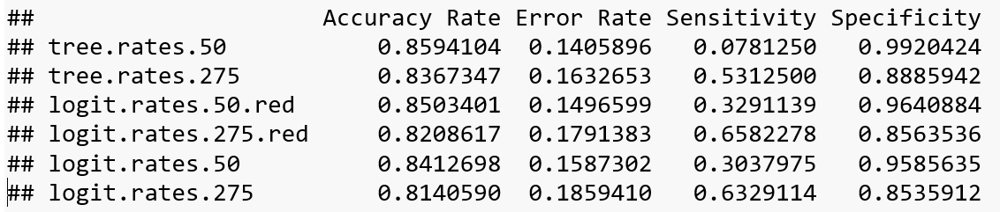 ##                     Accuracy Rate Error Rate Sensitivity Specificity
## tree.rates.50           0.8594104  0.1405896   0.0781250   0.9920424
## tree.rates.275          0.8367347  0.1632653   0.5312500   0.8885942
## logit.rates.50.red      0.8503401  0.1496599   0.3291139   0.9640884
## logit.rates.275.red     0.8208617  0.1791383   0.6582278   0.8563536
## logit.rates.50          0.8412698  0.1587302   0.3037975   0.9585635
## logit.rates.275         0.8140590  0.1859410   0.6329114   0.8535912